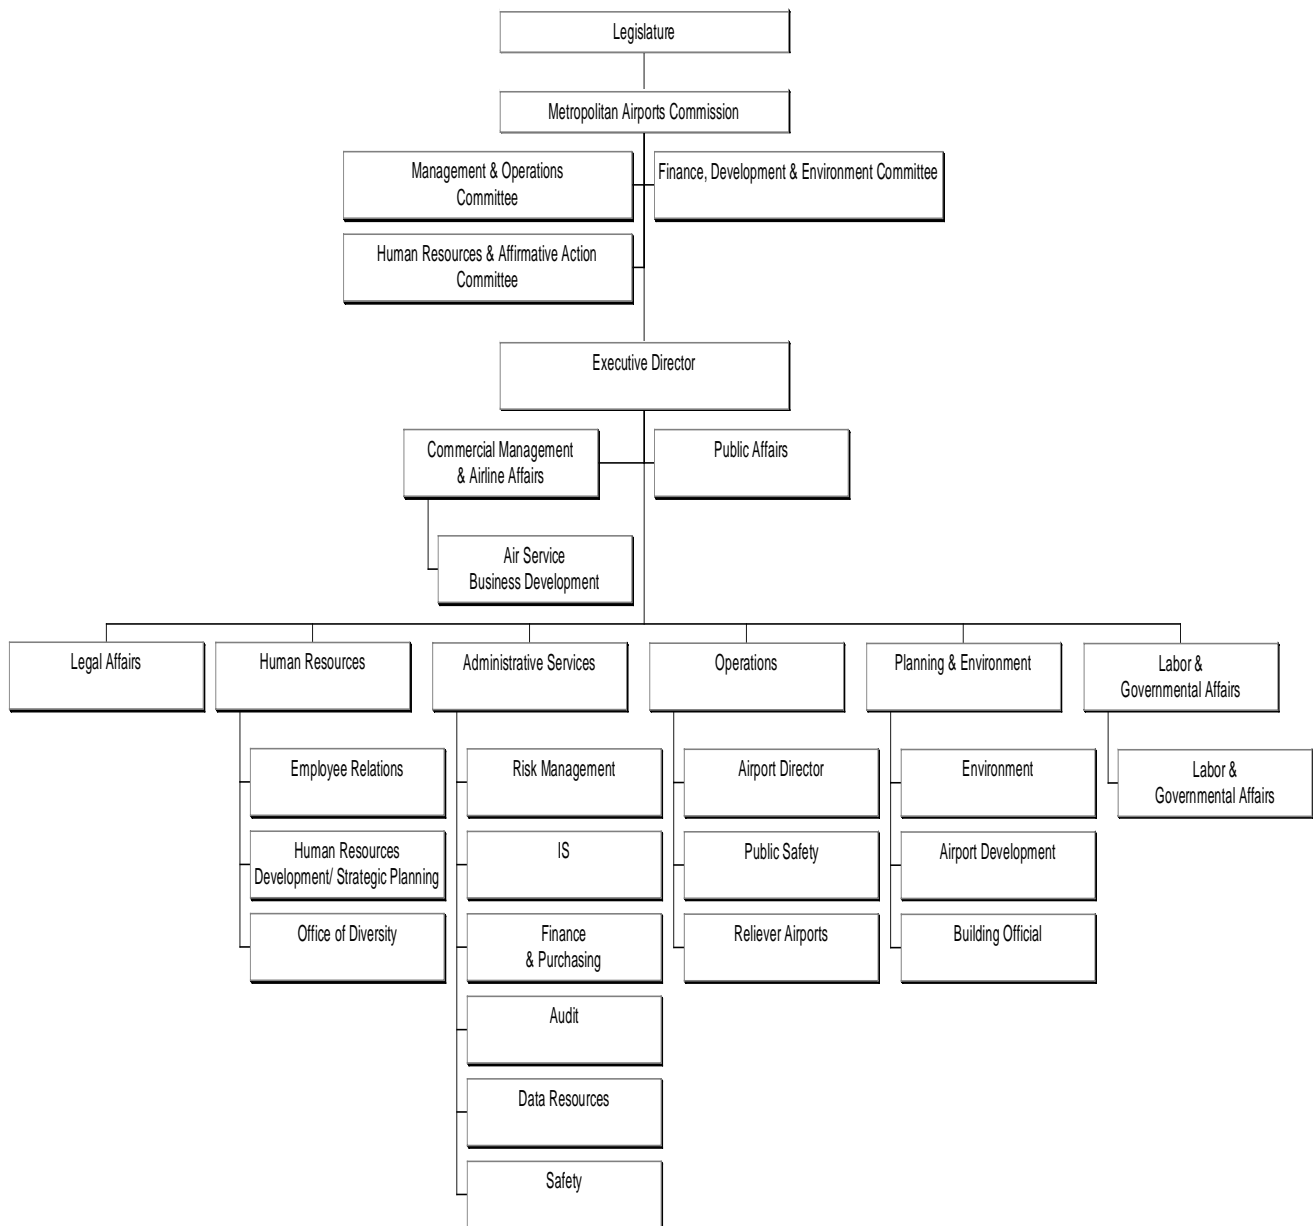 Legislature
Metropolitan Airports Commission
Management & Operations
Committee
Finance, Development & Environment Committee
Human Resources & Affirmative Action
Committee
Executive Director
Commercial Management
& Airline Affairs
Public Affairs
Air Service
Business Development
Legal Affairs
Human Resources
Administrative Services
Operations
Planning & Environment
Labor &
Governmental Affairs
Employee Relations
Risk Management
Airport Director
Environment
Labor &
Governmental Affairs
Human Resources
Development/ Strategic Planning
IS
Public Safety
Airport Development
Office of Diversity
Finance
& Purchasing
Reliever Airports
Building Official
Audit
Data Resources
Safety